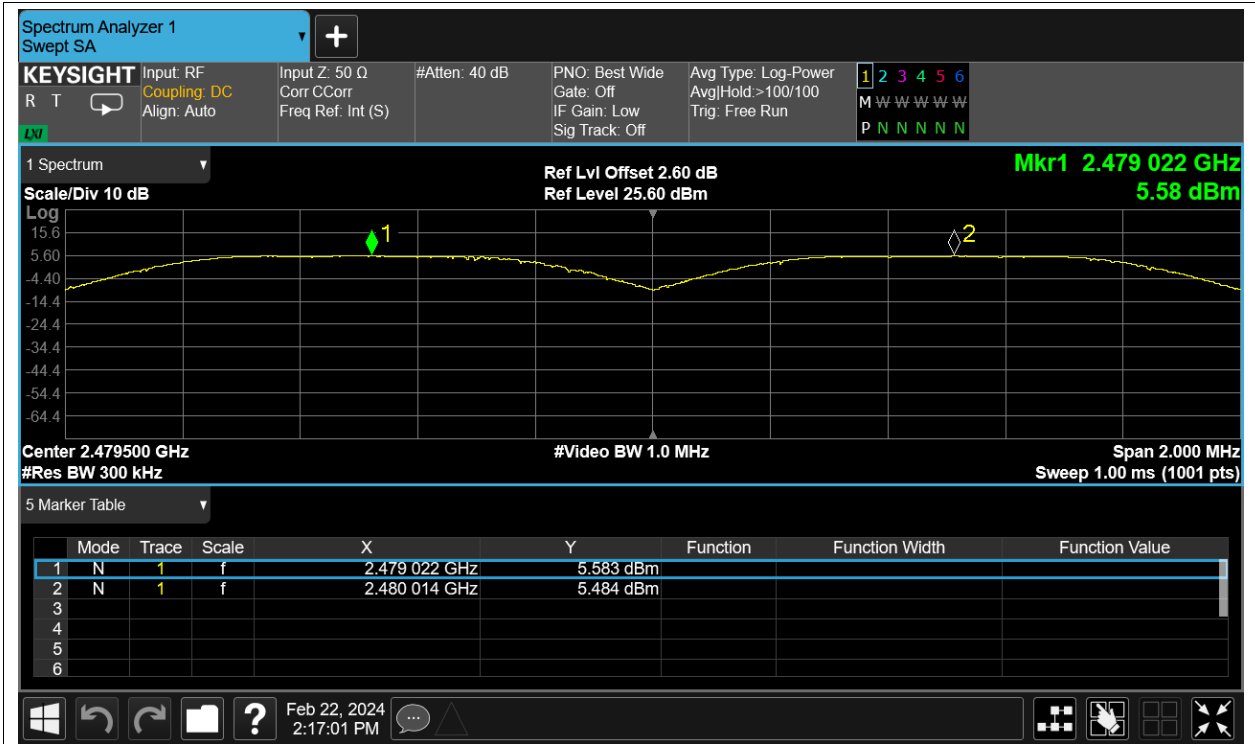 Spectrum Analyzer 1
Swept SA
KEYSIGHT
R T
LXI
Input: RF
Coupling: DC
Align: Auto
Input Z: 50 Ω
Corr CCorr
Freq Ref: Int (S)
#Atten: 40 dB
PNO: Best Wide
Gate: Off
IF Gain: Low
Sig Track: Off
Avg Type: Log-Power
Avg|Hold:>100/100
Trig: Free Run
1 2 3 4 5 6
M W W W W W
P N N N N N
1 Spectrum
Scale/Div 10 dB
Ref Lvl Offset 2.60 dB
Ref Level 25.60 dBm
Mkr1 2.479 022 GHz
5.58 dBm
Log
15.6
5.60
-4.40
-14.4
-24.4
-34.4
-44.4
-54.4
-64.4
1
2
Center 2.479500 GHz
#Video BW 1.0 MHz
Span 2.000 MHz
#Res BW 300 kHz
Sweep 1.00 ms (1001 pts)
5 Marker Table
Mode Trace Scale X Y Function Function Width Function Value
1 N 1 f 2.479 022 GHz 5.583 dBm
2 N 1 f 2.480 014 GHz 5.484 dBm
3
4
5
6
?
Feb 22, 2024
2:17:01 PM